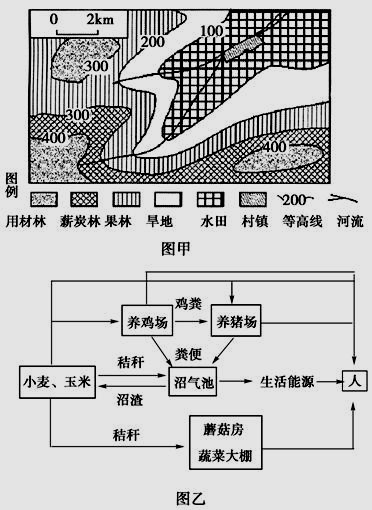 0 2km
200
100
300
300
400
400
图例
200
用材林 薪炭林 果林 旱地 水田 村镇 等高线 河流
图甲
鸡粪
养鸡场 养猪场
秸秆 粪便
小麦、玉米 沼气池 生活能源 人
沼渣
秸秆
蘑菇房
蔬菜大棚
图乙